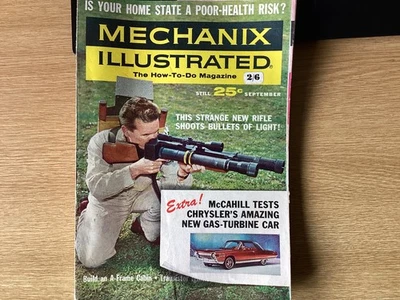 IS YOUR HOME STATE A POOR-HEALTH RISK?
MECHANIX
ILLUSTRATED
The How-To-Do Magazine
2/6
STILL 25¢ SEPTEMBER
THIS STRANGE NEW RIFLE
SHOOTS BULLETS OF LIGHT!
Extra! McCAHILL TESTS
CHRYSLER'S AMAZING
NEW GAS-TURBINE CAR
Build an A-Frame Cabin • Transistor